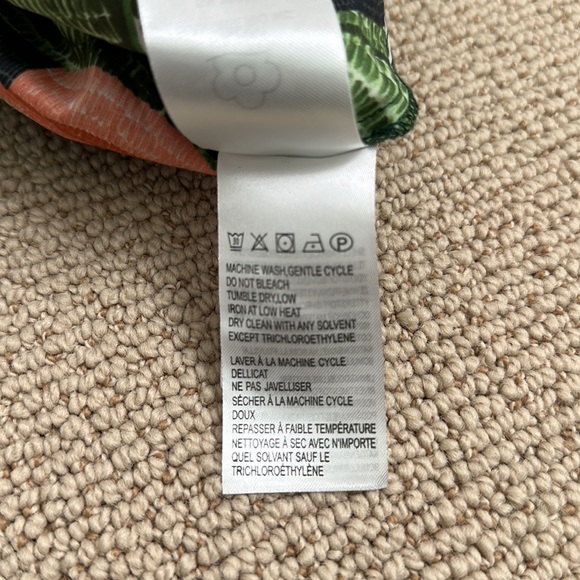 30
P
MACHINE WASH,GENTLE CYCLE
DO NOT BLEACH
TUMBLE DRY,LOW
IRON AT LOW HEAT
DRY CLEAN WITH ANY SOLVENT
EXCEPT TRICHLOROETHYLENE
LAVER À LA MACHINE CYCLE
DELLICAT
NE PAS JAVELLISER
SÉCHER À LA MACHINE CYCLE
DOUX
REPASSER À FAIBLE TEMPÉRATURE
NETTOYAGE À SEC AVEC N'IMPORTE
QUEL SOLVANT SAUF LE
TRICHLOROÉTHYLÈNE